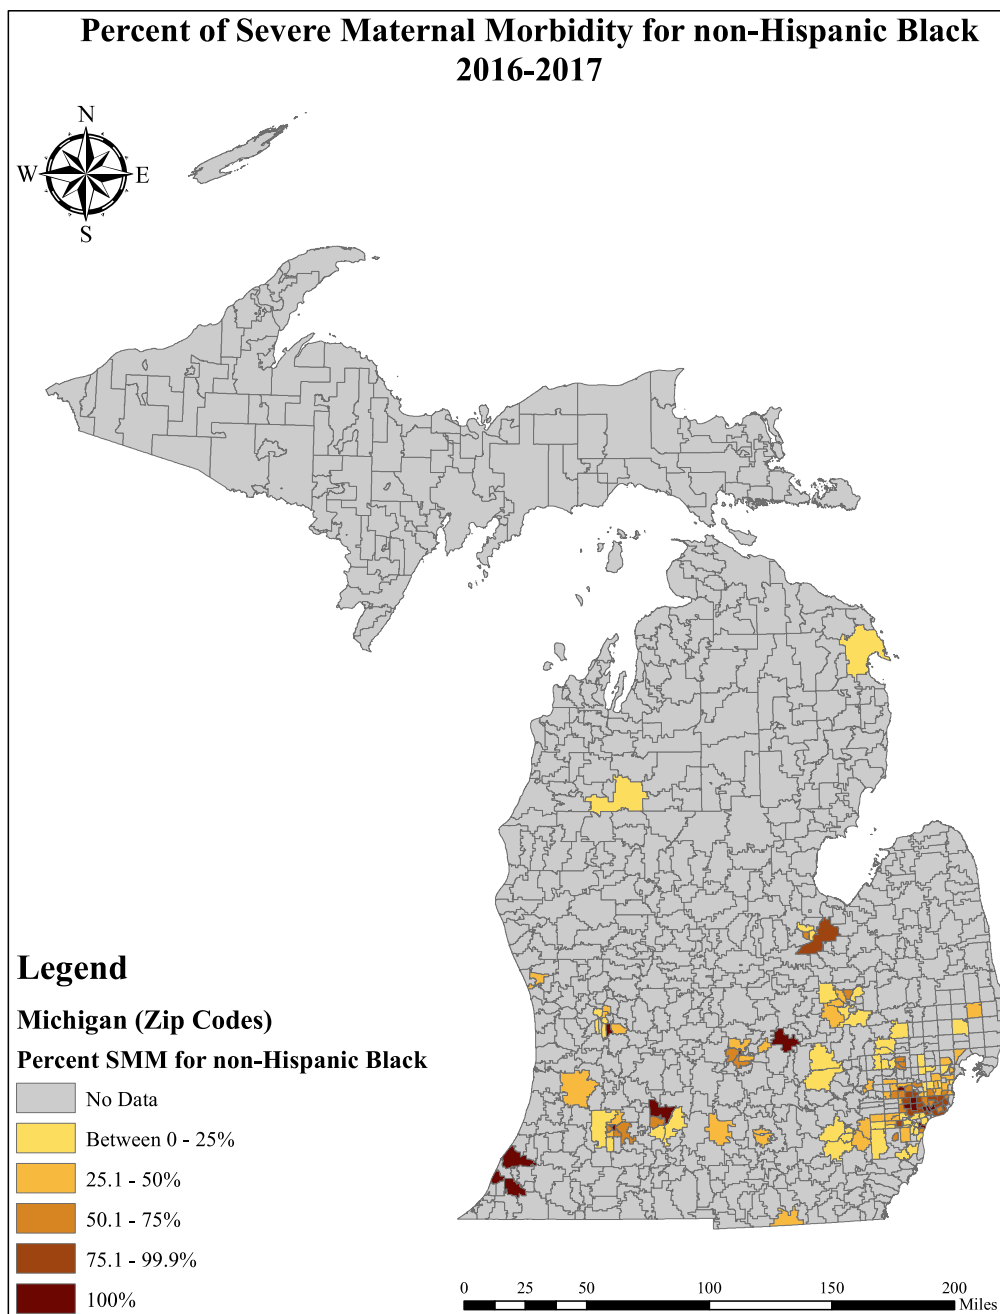 Percent of Severe Maternal Morbidity for non-Hispanic Black
2016-2017
N
W E
S
Legend
Michigan (Zip Codes)
Percent SMM for non-Hispanic Black
No Data
Between 0 - 25%
25.1 - 50%
50.1 - 75%
75.1 - 99.9%
100%
0 25 50 100 150 200
Miles